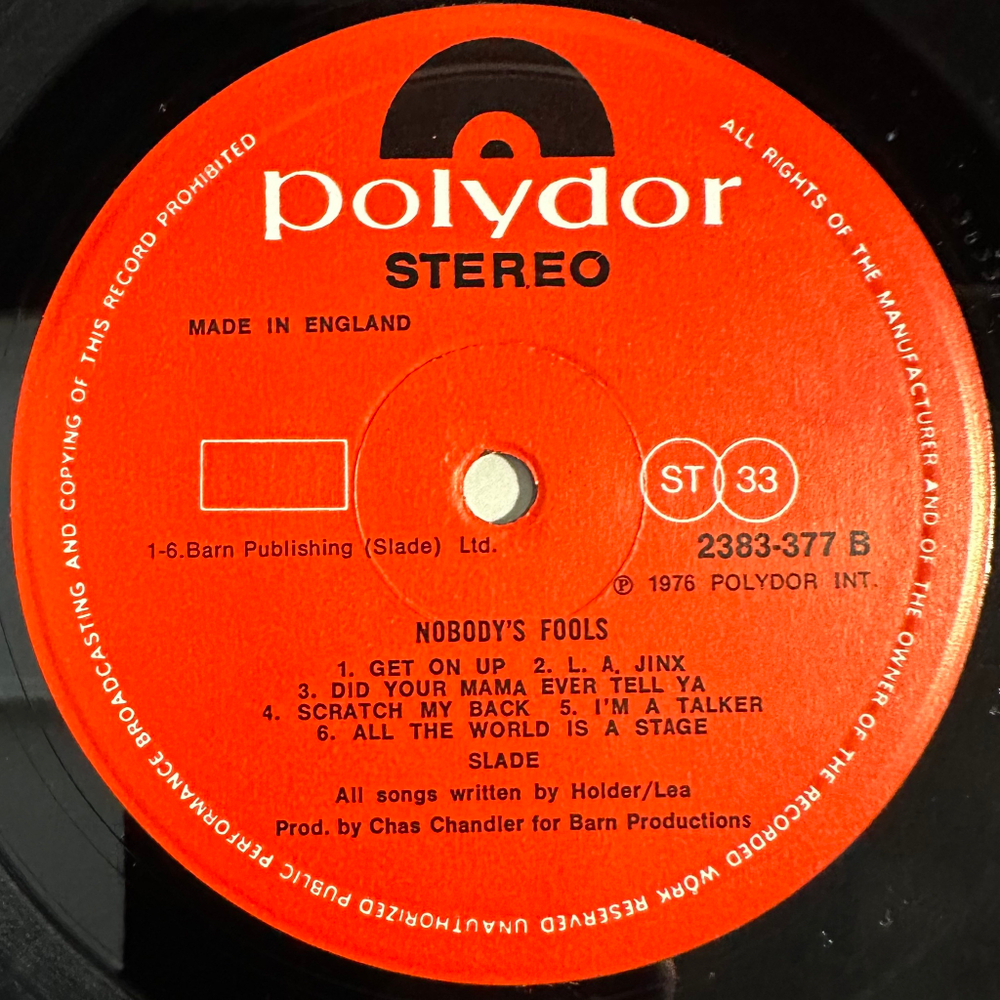 polydor
STEREO
MADE IN ENGLAND
ST 33
1-6.Barn Publishing (Slade) Ltd.
2383-377 B
℗ 1976 POLYDOR INT.
NOBODY'S FOOLS
1. GET ON UP 2. L. A. JINX
3. DID YOUR MAMA EVER TELL YA
4. SCRATCH MY BACK 5. I'M A TALKER
6. ALL THE WORLD IS A STAGE
SLADE
All songs written by Holder/Lea
Prod. by Chas Chandler for Barn Productions
ALL RIGHTS OF THE MANUFACTURER AND OF THE OWNER OF THE RECORDED WORK RESERVED UNAUTHORIZED PUBLIC PERFORMANCE BROADCASTING AND COPYING OF THIS RECORD PROHIBITED